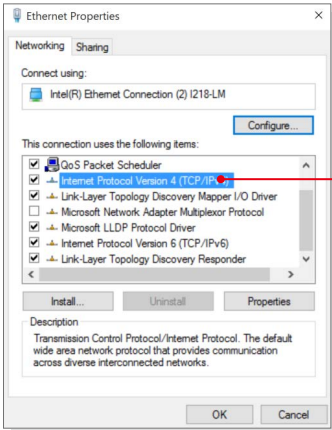 Ethernet Properties
Networking Sharing
Connect using:
Intel(R) Ethernet Connection (2) I218-LM
Configure...
This connection uses the following items:
QoS Packet Scheduler
Internet Protocol Version 4 (TCP/IPv4)
Link-Layer Topology Discovery Mapper I/O Driver
Microsoft Network Adapter Multiplexor Protocol
Microsoft LLDP Protocol Driver
Internet Protocol Version 6 (TCP/IPv6)
Link-Layer Topology Discovery Responder
Install... Uninstall Properties
Description
Transmission Control Protocol/Internet Protocol. The default
wide area network protocol that provides communication
across diverse interconnected networks.
OK Cancel